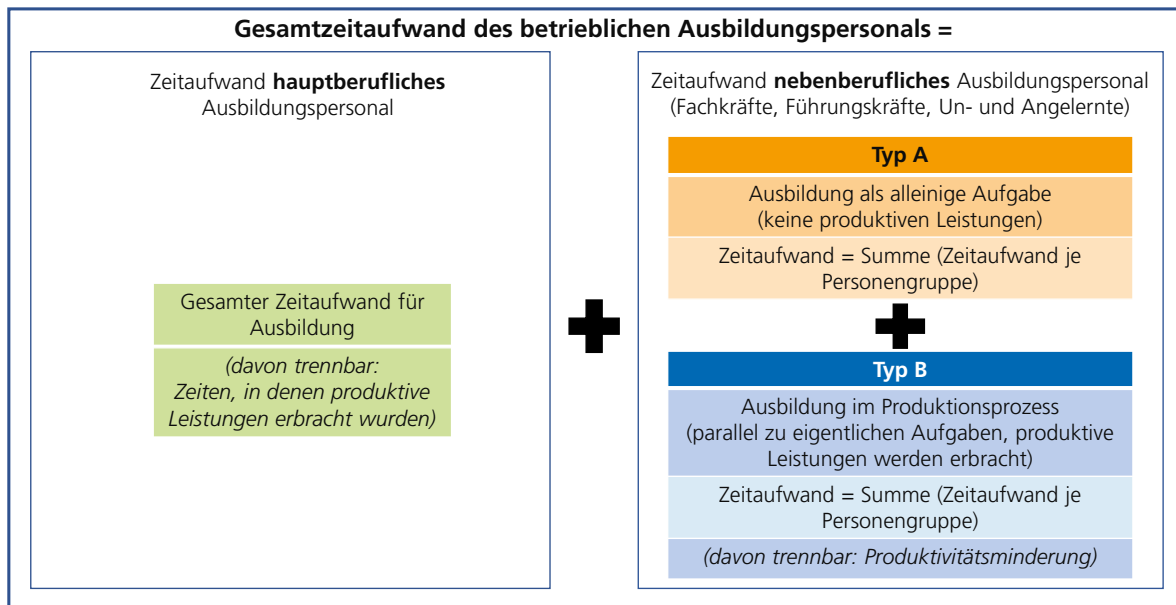 Gesamtzeitaufwand des betrieblichen Ausbildungspersonals =
Zeitaufwand hauptberufliches
Ausbildungspersonal
Gesamter Zeitaufwand für
Ausbildung
(davon trennbar:
Zeiten, in denen produktive
Leistungen erbracht wurden)
Zeitaufwand nebenberufliches Ausbildungspersonal
(Fachkräfte, Führungskräfte, Un- und Angelernte)
Typ A
Ausbildung als alleinige Aufgabe
(keine produktiven Leistungen)
Zeitaufwand = Summe (Zeitaufwand je
Personengruppe)
Typ B
Ausbildung im Produktionsprozess
(parallel zu eigentlichen Aufgaben, produktive
Leistungen werden erbracht)
Zeitaufwand = Summe (Zeitaufwand je
Personengruppe)
(davon trennbar: Produktivitätsminderung)